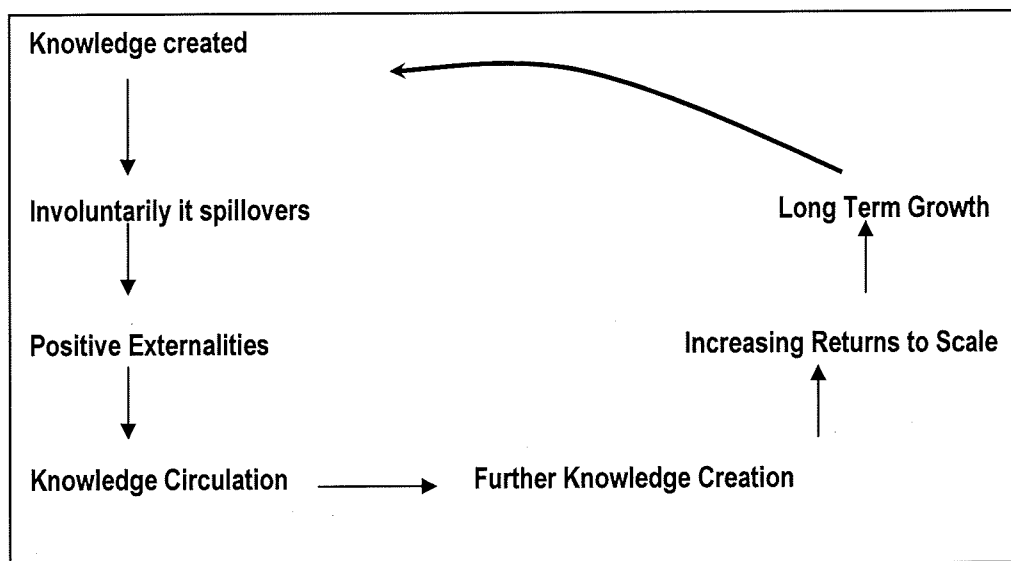 Knowledge created
Involuntarily it spillovers
Long Term Growth
Positive Externalities
Increasing Returns to Scale
Knowledge Circulation
Further Knowledge Creation